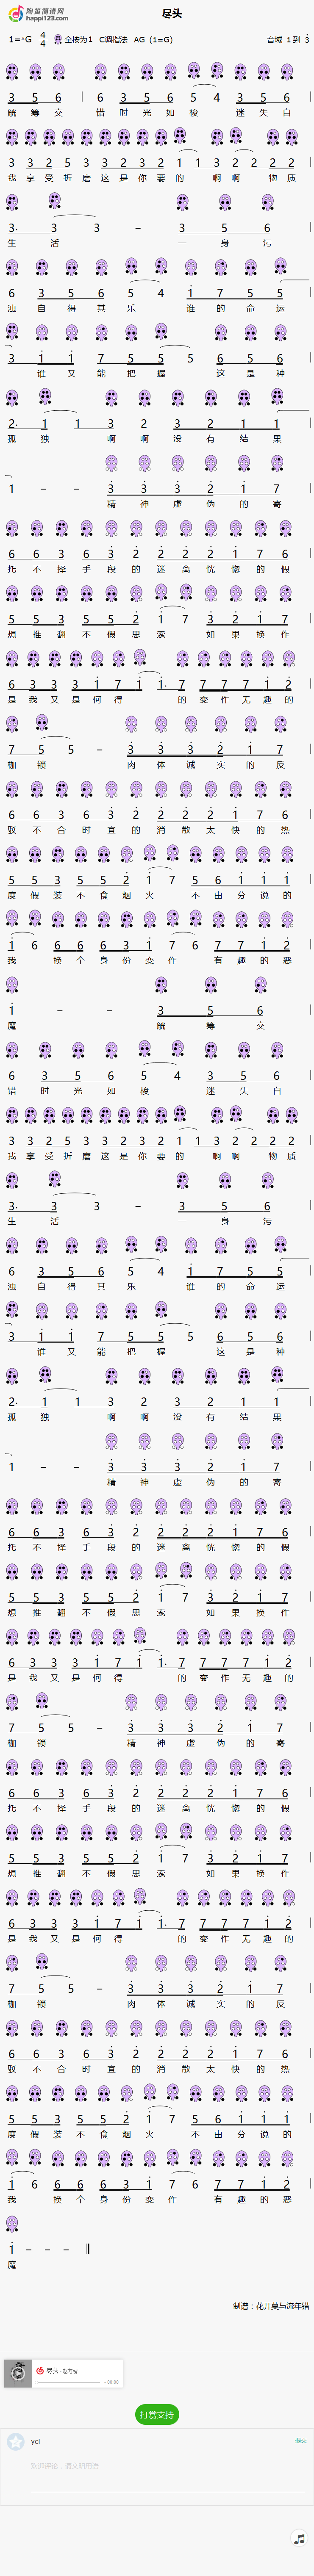 陶笛简谱网
happi123.com
尽头
1=#G 4/4 全按为1 C调指法 AG (1=G) 音域 1 到 3
3 5 6 6 3 5 6 5 4 3 5 6
觥 筹 交 错 时 光 如 梭 迷 失 自
3 3 2 5 3 3 2 3 2 1 1 3 2 2 2 2
我 享 受 折 磨 这 是 你 要 的 啊 啊 物 质
3. 3 3 - 3 5 6
生 活 一 身 污
6 3 5 6 5 4 1 7 5 5
浊 自 得 其 乐 谁 的 命 运
3 1 1 7 5 5 5 6 5 6
谁 又 能 把 握 这 是 种
2. 1 1 3 2 3 2 1 1
孤 独 啊 啊 没 有 结 果
1 - - 3 3 3 2 1 7
精 神 虚 伪 的 寄
6 6 3 6 3 2 2 2 2 1 7 6
托 不 择 手 段 的 迷 离 恍 惚 的 假
5 5 3 5 5 2 1 7 3 2 1 7
想 推 翻 不 假 思 索 如 果 换 作
6 3 3 3 1 7 1 1. 7 7 7 7 1 2
是 我 又 是 何 得 的 变 作 无 趣 的
7 5 5 - 3 3 3 2 1 7
枷 锁 肉 体 诚 实 的 反
6 6 3 6 3 2 2 2 2 1 7 6
驳 不 合 时 宜 的 消 散 太 快 的 热
5 5 3 5 5 2 1 7 5 6 1 1 1
度 假 装 不 食 烟 火 不 由 分 说 的
1 6 6 6 6 3 1 7 6 7 7 1 2
我 换 个 身 份 变 作 有 趣 的 恶
1 - - 3 5 6
魔 觥 筹 交
6 3 5 6 5 4 3 5 6
错 时 光 如 梭 迷 失 自
3 3 2 5 3 3 2 3 2 1 1 3 2 2 2 2
我 享 受 折 磨 这 是 你 要 的 啊 啊 物 质
3. 3 3 - 3 5 6
生 活 一 身 污
6 3 5 6 5 4 1 7 5 5
浊 自 得 其 乐 谁 的 命 运
3 1 1 7 5 5 5 6 5 6
谁 又 能 把 握 这 是 种
2. 1 1 3 2 3 2 1 1
孤 独 啊 啊 没 有 结 果
1 - - 3 3 3 2 1 7
精 神 虚 伪 的 寄
6 6 3 6 3 2 2 2 2 1 7 6
托 不 择 手 段 的 迷 离 恍 惚 的 假
5 5 3 5 5 2 1 7 3 2 1 7
想 推 翻 不 假 思 索 如 果 换 作
6 3 3 3 1 7 1 1. 7 7 7 7 1 2
是 我 又 是 何 得 的 变 作 无 趣 的
7 5 5 - 3 3 3 2 1 7
枷 锁 精 神 虚 伪 的 寄
6 6 3 6 3 2 2 2 2 1 7 6
托 不 择 手 段 的 迷 离 恍 惚 的 假
5 5 3 5 5 2 1 7 3 2 1 7
想 推 翻 不 假 思 索 如 果 换 作
6 3 3 3 1 7 1 1. 7 7 7 7 1 2
是 我 又 是 何 得 的 变 作 无 趣 的
7 5 5 - 3 3 3 2 1 7
枷 锁 肉 体 诚 实 的 反
6 6 3 6 3 2 2 2 2 1 7 6
驳 不 合 时 宜 的 消 散 太 快 的 热
5 5 3 5 5 2 1 7 5 6 1 1 1
度 假 装 不 食 烟 火 不 由 分 说 的
1 6 6 6 6 3 1 7 6 7 7 1 2
我 换 个 身 份 变 作 有 趣 的 恶
1 - - -
魔
制谱：花开莫与流年错
尽头 - 赵方婧
- 00:00
打赏支持
yci
提交